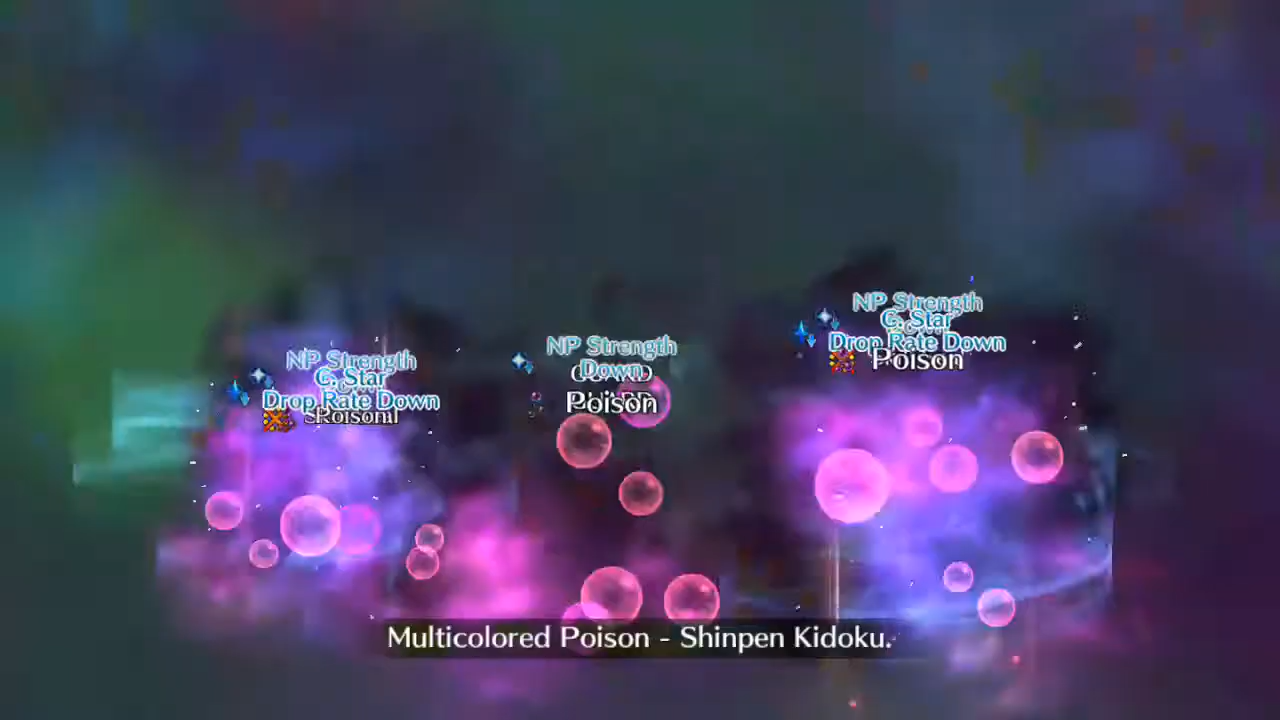 NP Strength
C. Star
Drop Rate Down
Poison
NP Strength
Down
Poison
NP Strength
C. Star
Drop Rate Down
Poison
Multicolored Poison - Shinpen Kidoku.